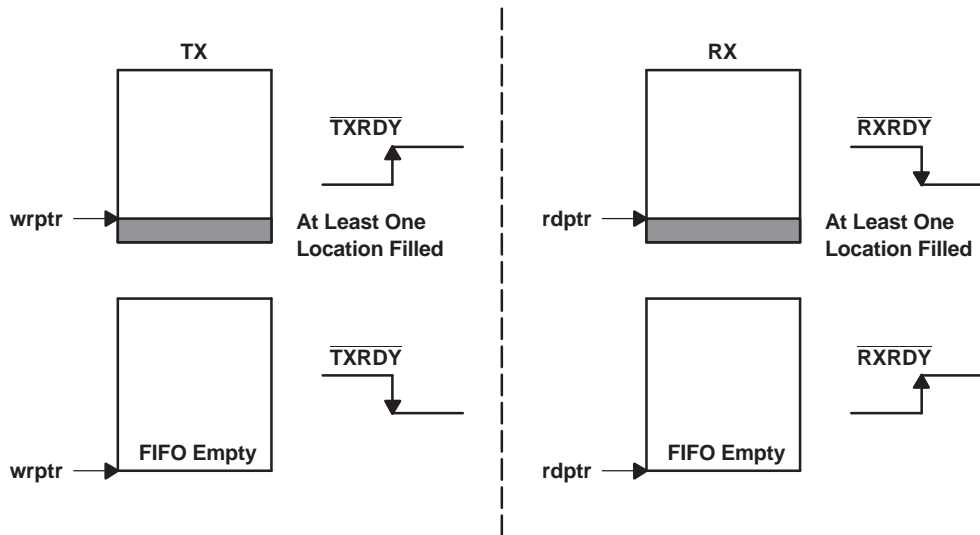 TX
TXRDY
wrptr
At Least One
Location Filled
TXRDY
FIFO Empty
wrptr
RX
RXRDY
rdptr
At Least One
Location Filled
RXRDY
FIFO Empty
rdptr